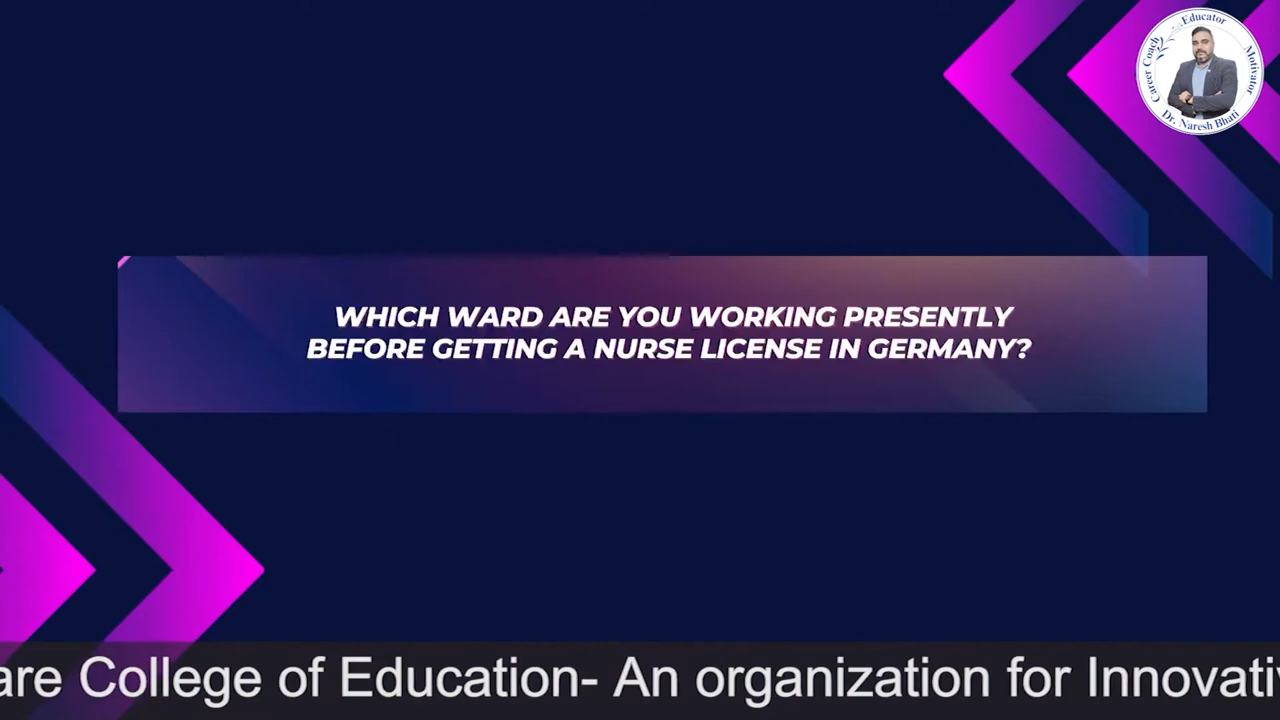 Educator
Career Coach
Motivator
Dr. Naresh Bhati
WHICH WARD ARE YOU WORKING PRESENTLY
BEFORE GETTING A NURSE LICENSE IN GERMANY?
College of Education- An organization for